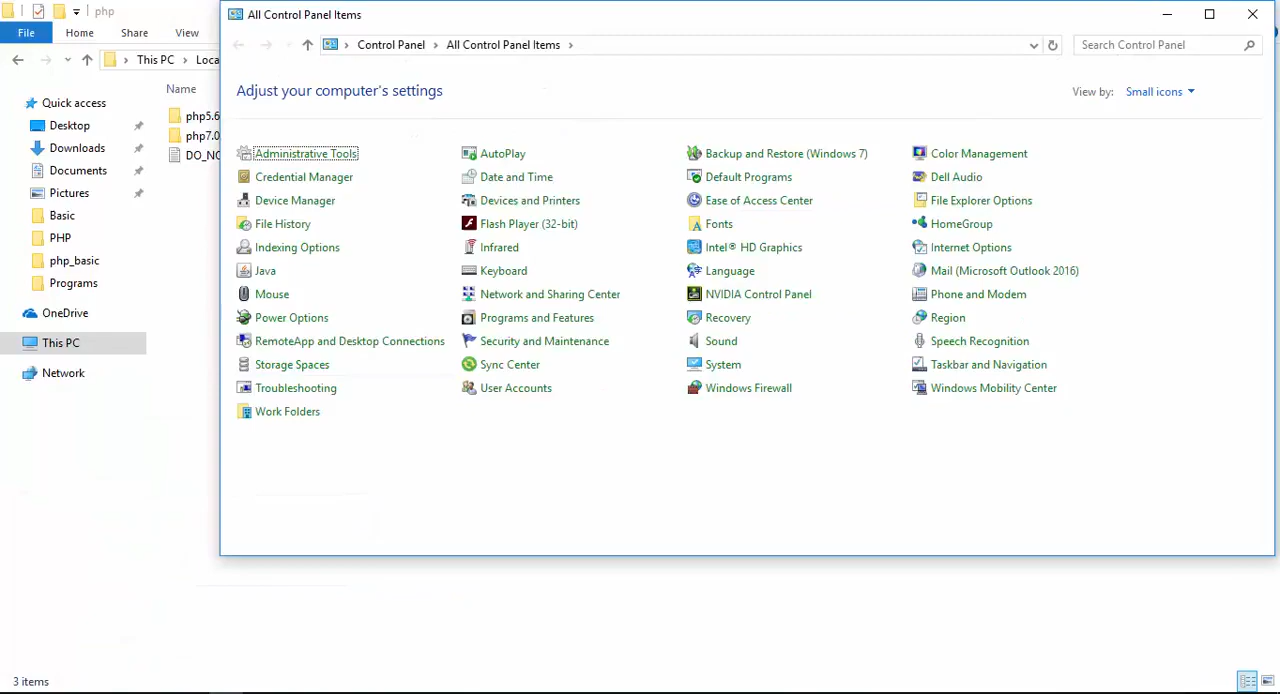 php
File Home Share View
This PC
Name
Quick access
Desktop
Downloads
Documents
Pictures
Basic
PHP
php_basic
Programs
OneDrive
This PC
Network
php5.6
php7.0
3 items
All Control Panel Items
Control Panel > All Control Panel Items >
Search Control Panel
Adjust your computer's settings
View by: Small icons
Administrative Tools
AutoPlay
Backup and Restore (Windows 7)
Color Management
Credential Manager
Date and Time
Default Programs
Dell Audio
Device Manager
Devices and Printers
Ease of Access Center
File Explorer Options
File History
Flash Player (32-bit)
Fonts
HomeGroup
Indexing Options
Infrared
Intel® HD Graphics
Internet Options
Java
Keyboard
Language
Mail (Microsoft Outlook 2016)
Mouse
Network and Sharing Center
NVIDIA Control Panel
Phone and Modem
Power Options
Programs and Features
Recovery
Region
RemoteApp and Desktop Connections
Security and Maintenance
Sound
Speech Recognition
Storage Spaces
Sync Center
System
Taskbar and Navigation
Troubleshooting
User Accounts
Windows Firewall
Windows Mobility Center
Work Folders